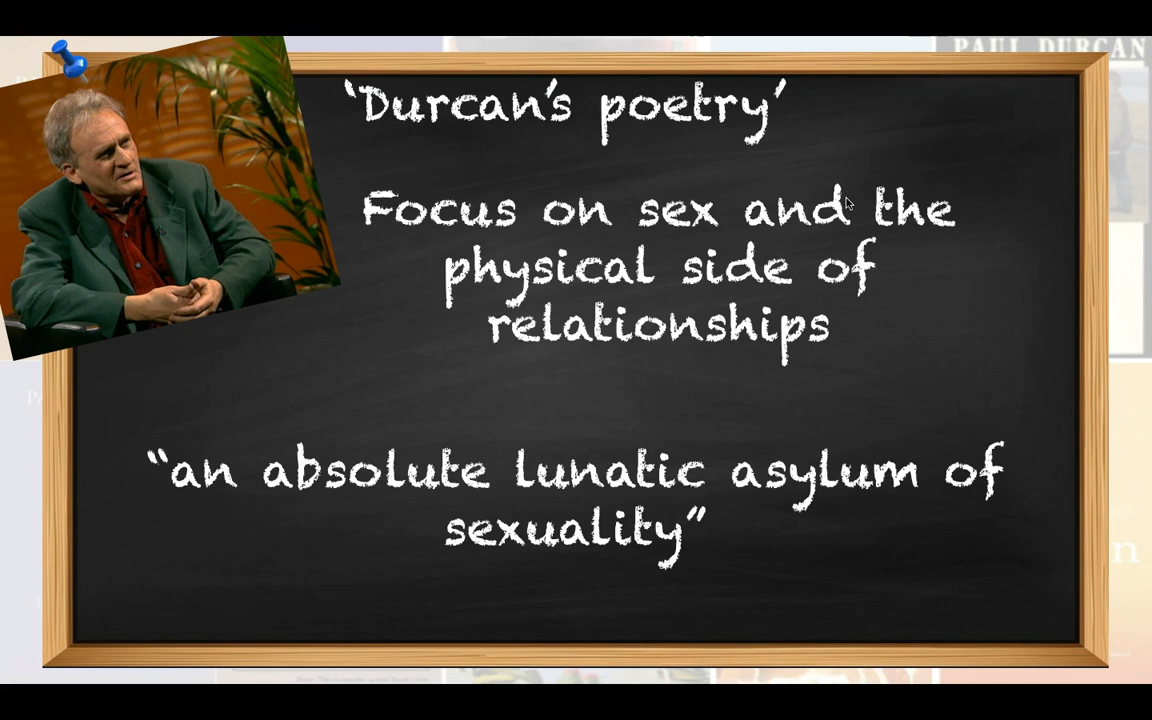 PAUL DURCAN
‘Durcan’s poetry’
Focus on sex and the
physical side of
relationships
“an absolute lunatic asylum of
sexuality”